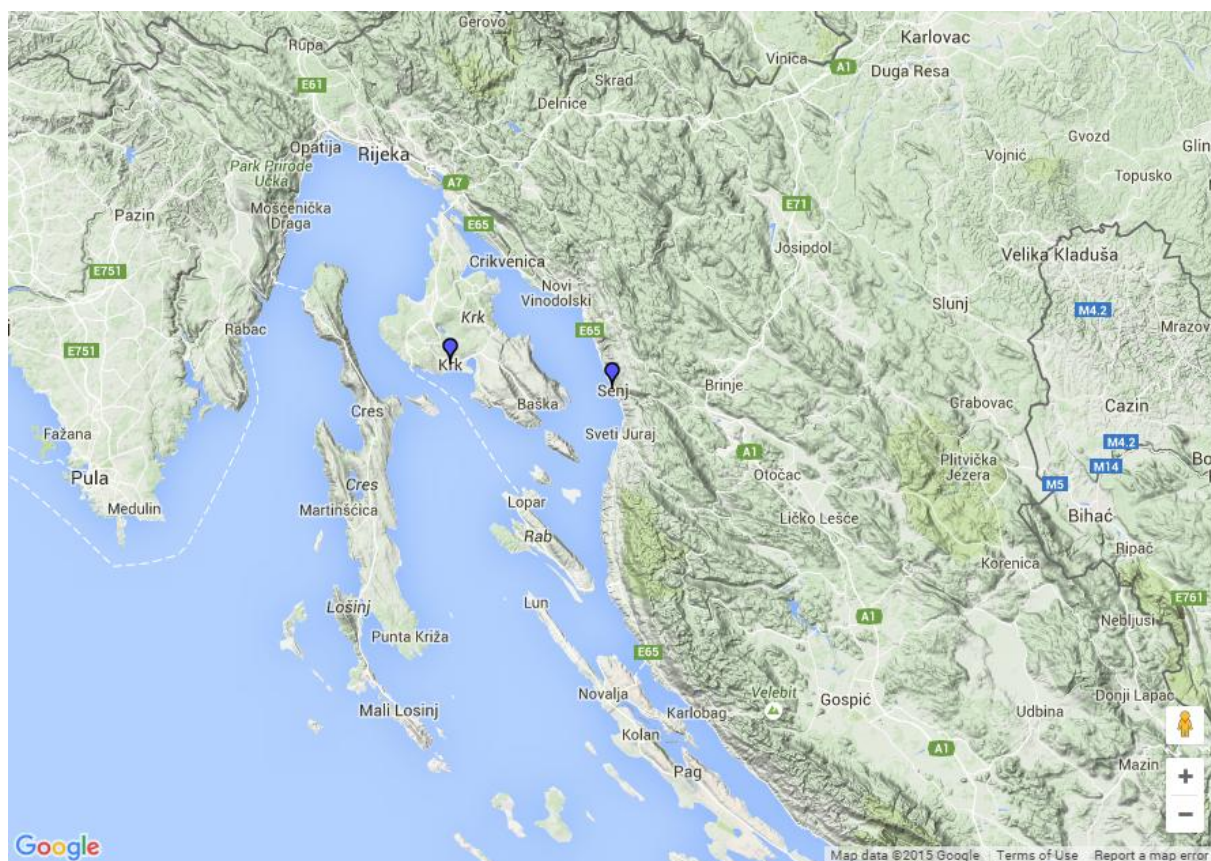 Gerovo
Karlovac
Rupa
Vinica
A1
Duga Resa
Skrad
E61
Delnice
Gvozd
Opatija
Rijeka
Vojnić
Park Prirode
Učka
A7
Topusko
Pazin
Mošćenička
Draga
E71
E65
Josipdol
Velika Kladuša
Crikvenica
E751
Novi
Vinodolski
Slunj
M4.2
Krk
Rabac
E65
E751
Krk
Brinje
Senj
Grabovac
Baška
Cazin
Cres
Fažana
Sveti Juraj
M4.2
A1
Plitvička
Jezera
M14
Pula
Otočac
Cres
M5
Medulin
Martinšćica
Lopar
Ličko Lešce
Bihać
Rab
Ripač
Korenica
Lun
E761
Lošinj
A1
Nebljusi
Punta Križa
E65
Novalja
Velebit
Gospić
Donji Lapac
Mali Losinj
Karlobag
Udbina
Kolan
A1
Mazin
Pag
Google
Map data ©2015 Google
Terms of Use
Report a map error